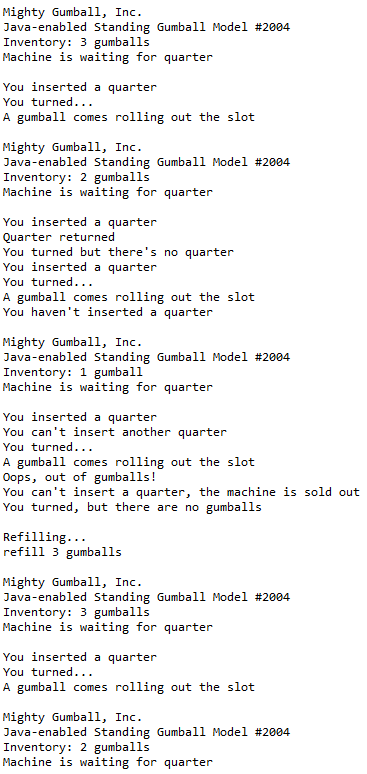 Mighty Gumball, Inc.
Java-enabled Standing Gumball Model #2004
Inventory: 3 gumballs
Machine is waiting for quarter
You inserted a quarter
You turned...
A gumball comes rolling out the slot
Mighty Gumball, Inc.
Java-enabled Standing Gumball Model #2004
Inventory: 2 gumballs
Machine is waiting for quarter
You inserted a quarter
Quarter returned
You turned but there's no quarter
You inserted a quarter
You turned...
A gumball comes rolling out the slot
You haven't inserted a quarter
Mighty Gumball, Inc.
Java-enabled Standing Gumball Model #2004
Inventory: 1 gumball
Machine is waiting for quarter
You inserted a quarter
You can't insert another quarter
You turned...
A gumball comes rolling out the slot
Oops, out of gumballs!
You can't insert a quarter, the machine is sold out
You turned, but there are no gumballs
Refilling...
refill 3 gumballs
Mighty Gumball, Inc.
Java-enabled Standing Gumball Model #2004
Inventory: 3 gumballs
Machine is waiting for quarter
You inserted a quarter
You turned...
A gumball comes rolling out the slot
Mighty Gumball, Inc.
Java-enabled Standing Gumball Model #2004
Inventory: 2 gumballs
Machine is waiting for quarter